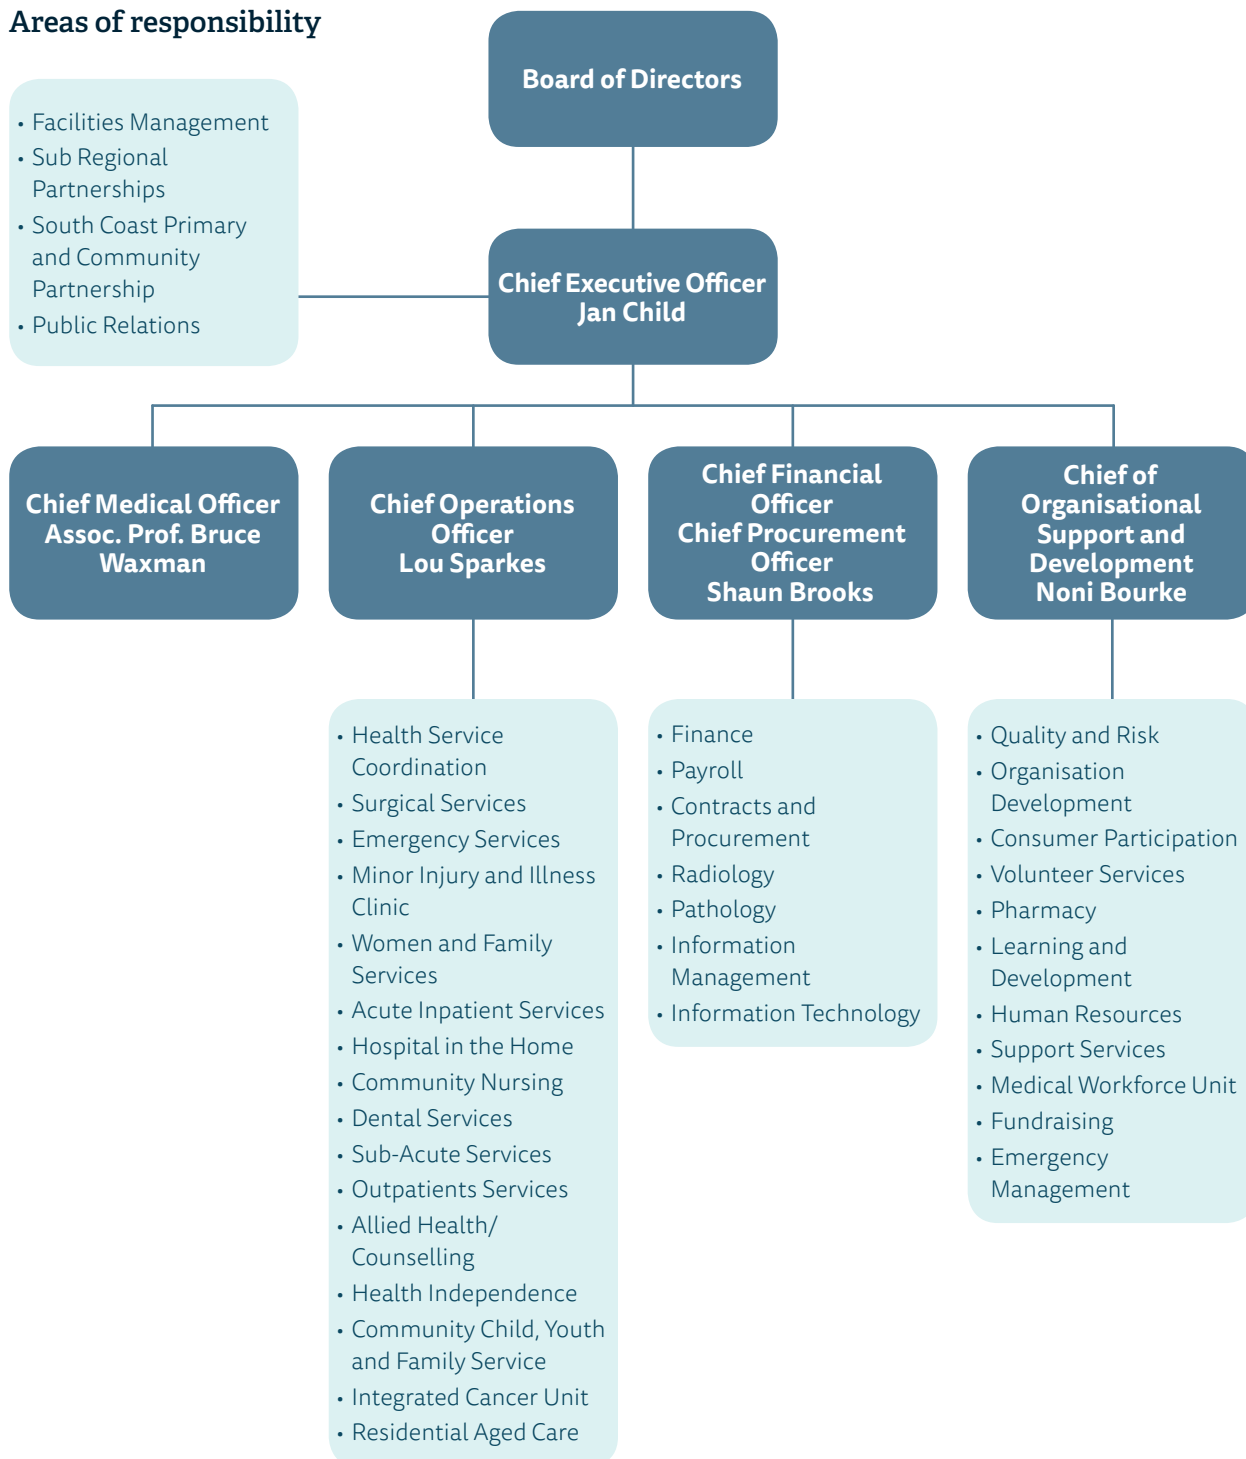 Areas of responsibility
Board of Directors
• Facilities Management
• Sub Regional
Partnerships
• South Coast Primary
and Community
Partnership
• Public Relations
Chief Executive Officer
Jan Child
Chief Medical Officer
Assoc. Prof. Bruce
Waxman
Chief Operations
Officer
Lou Sparkes
Chief Financial
Officer
Chief Procurement
Officer
Shaun Brooks
Chief of
Organisational
Support and
Development
Noni Bourke
• Health Service
Coordination
• Surgical Services
• Emergency Services
• Minor Injury and Illness
Clinic
• Women and Family
Services
• Acute Inpatient Services
• Hospital in the Home
• Community Nursing
• Dental Services
• Sub-Acute Services
• Outpatients Services
• Allied Health/
Counselling
• Health Independence
• Community Child, Youth
and Family Service
• Integrated Cancer Unit
• Residential Aged Care
• Finance
• Payroll
• Contracts and
Procurement
• Radiology
• Pathology
• Information
Management
• Information Technology
• Quality and Risk
• Organisation
Development
• Consumer Participation
• Volunteer Services
• Pharmacy
• Learning and
Development
• Human Resources
• Support Services
• Medical Workforce Unit
• Fundraising
• Emergency
Management